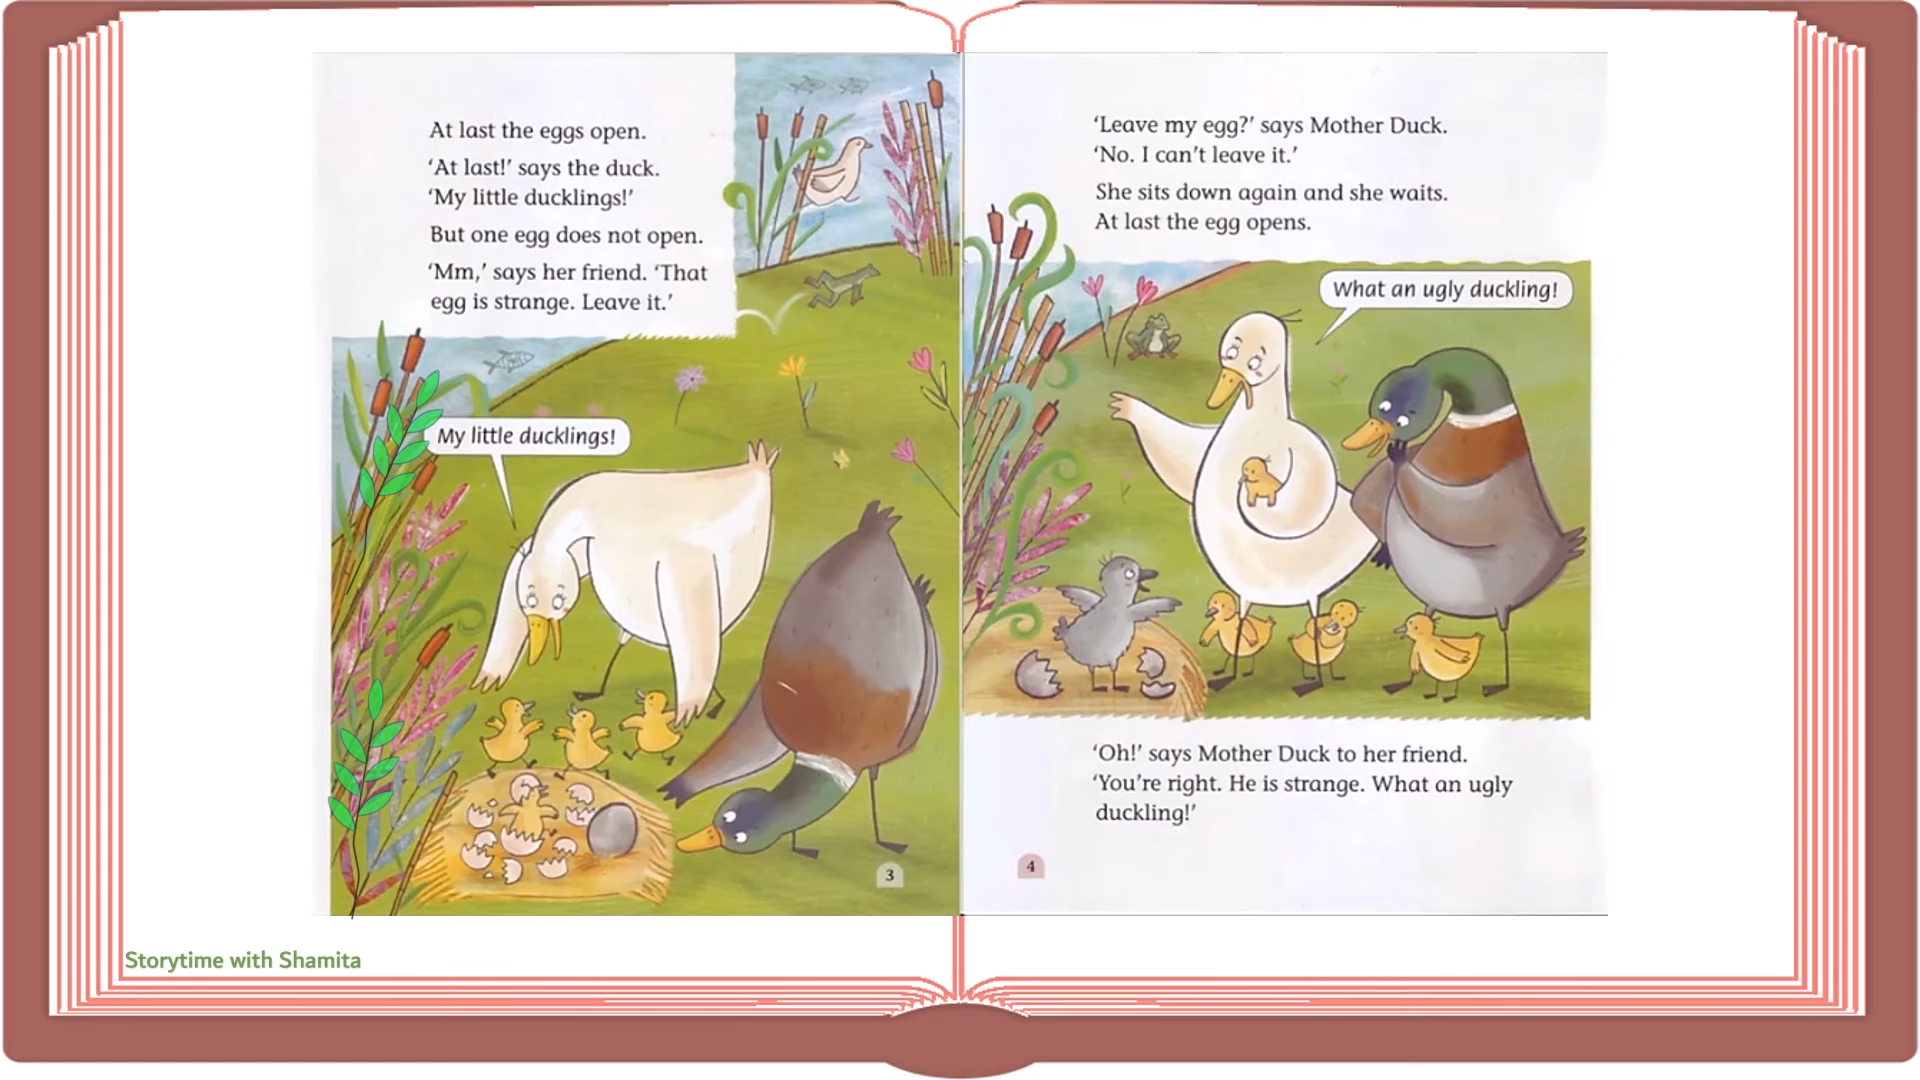 At last the eggs open.
‘At last!’ says the duck.
‘My little ducklings!’
But one egg does not open.
‘Mm,’ says her friend. ‘That
egg is strange. Leave it.’
My little ducklings!
3
‘Leave my egg?’ says Mother Duck.
‘No. I can’t leave it.’
She sits down again and she waits.
At last the egg opens.
What an ugly duckling!
‘Oh!’ says Mother Duck to her friend.
‘You’re right. He is strange. What an ugly
duckling!’
4
Storytime with Shamita